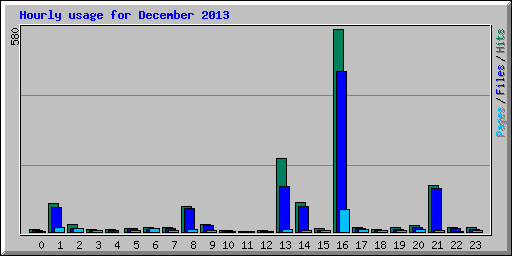 Hourly usage for December 2013
580
Pages/Files/Hits
0 1 2 3 4 5 6 7 8 9 10 11 12 13 14 15 16 17 18 19 20 21 22 23